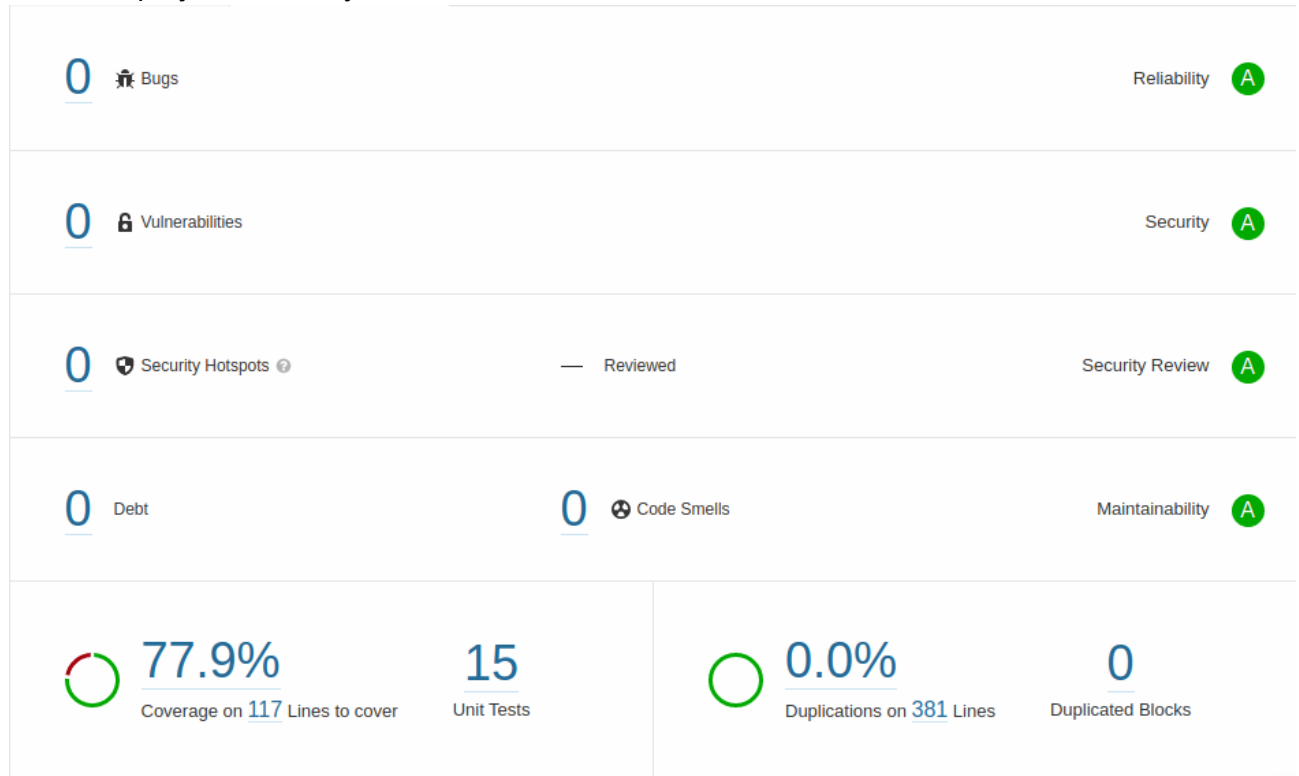 0 Bugs Reliability A
0 Vulnerabilities Security A
0 Security Hotspots ? — Reviewed Security Review A
0 Debt 0 Code Smells Maintainability A
77.9% 15 0.0% 0
Coverage on 117 Lines to cover Unit Tests Duplications on 381 Lines Duplicated Blocks